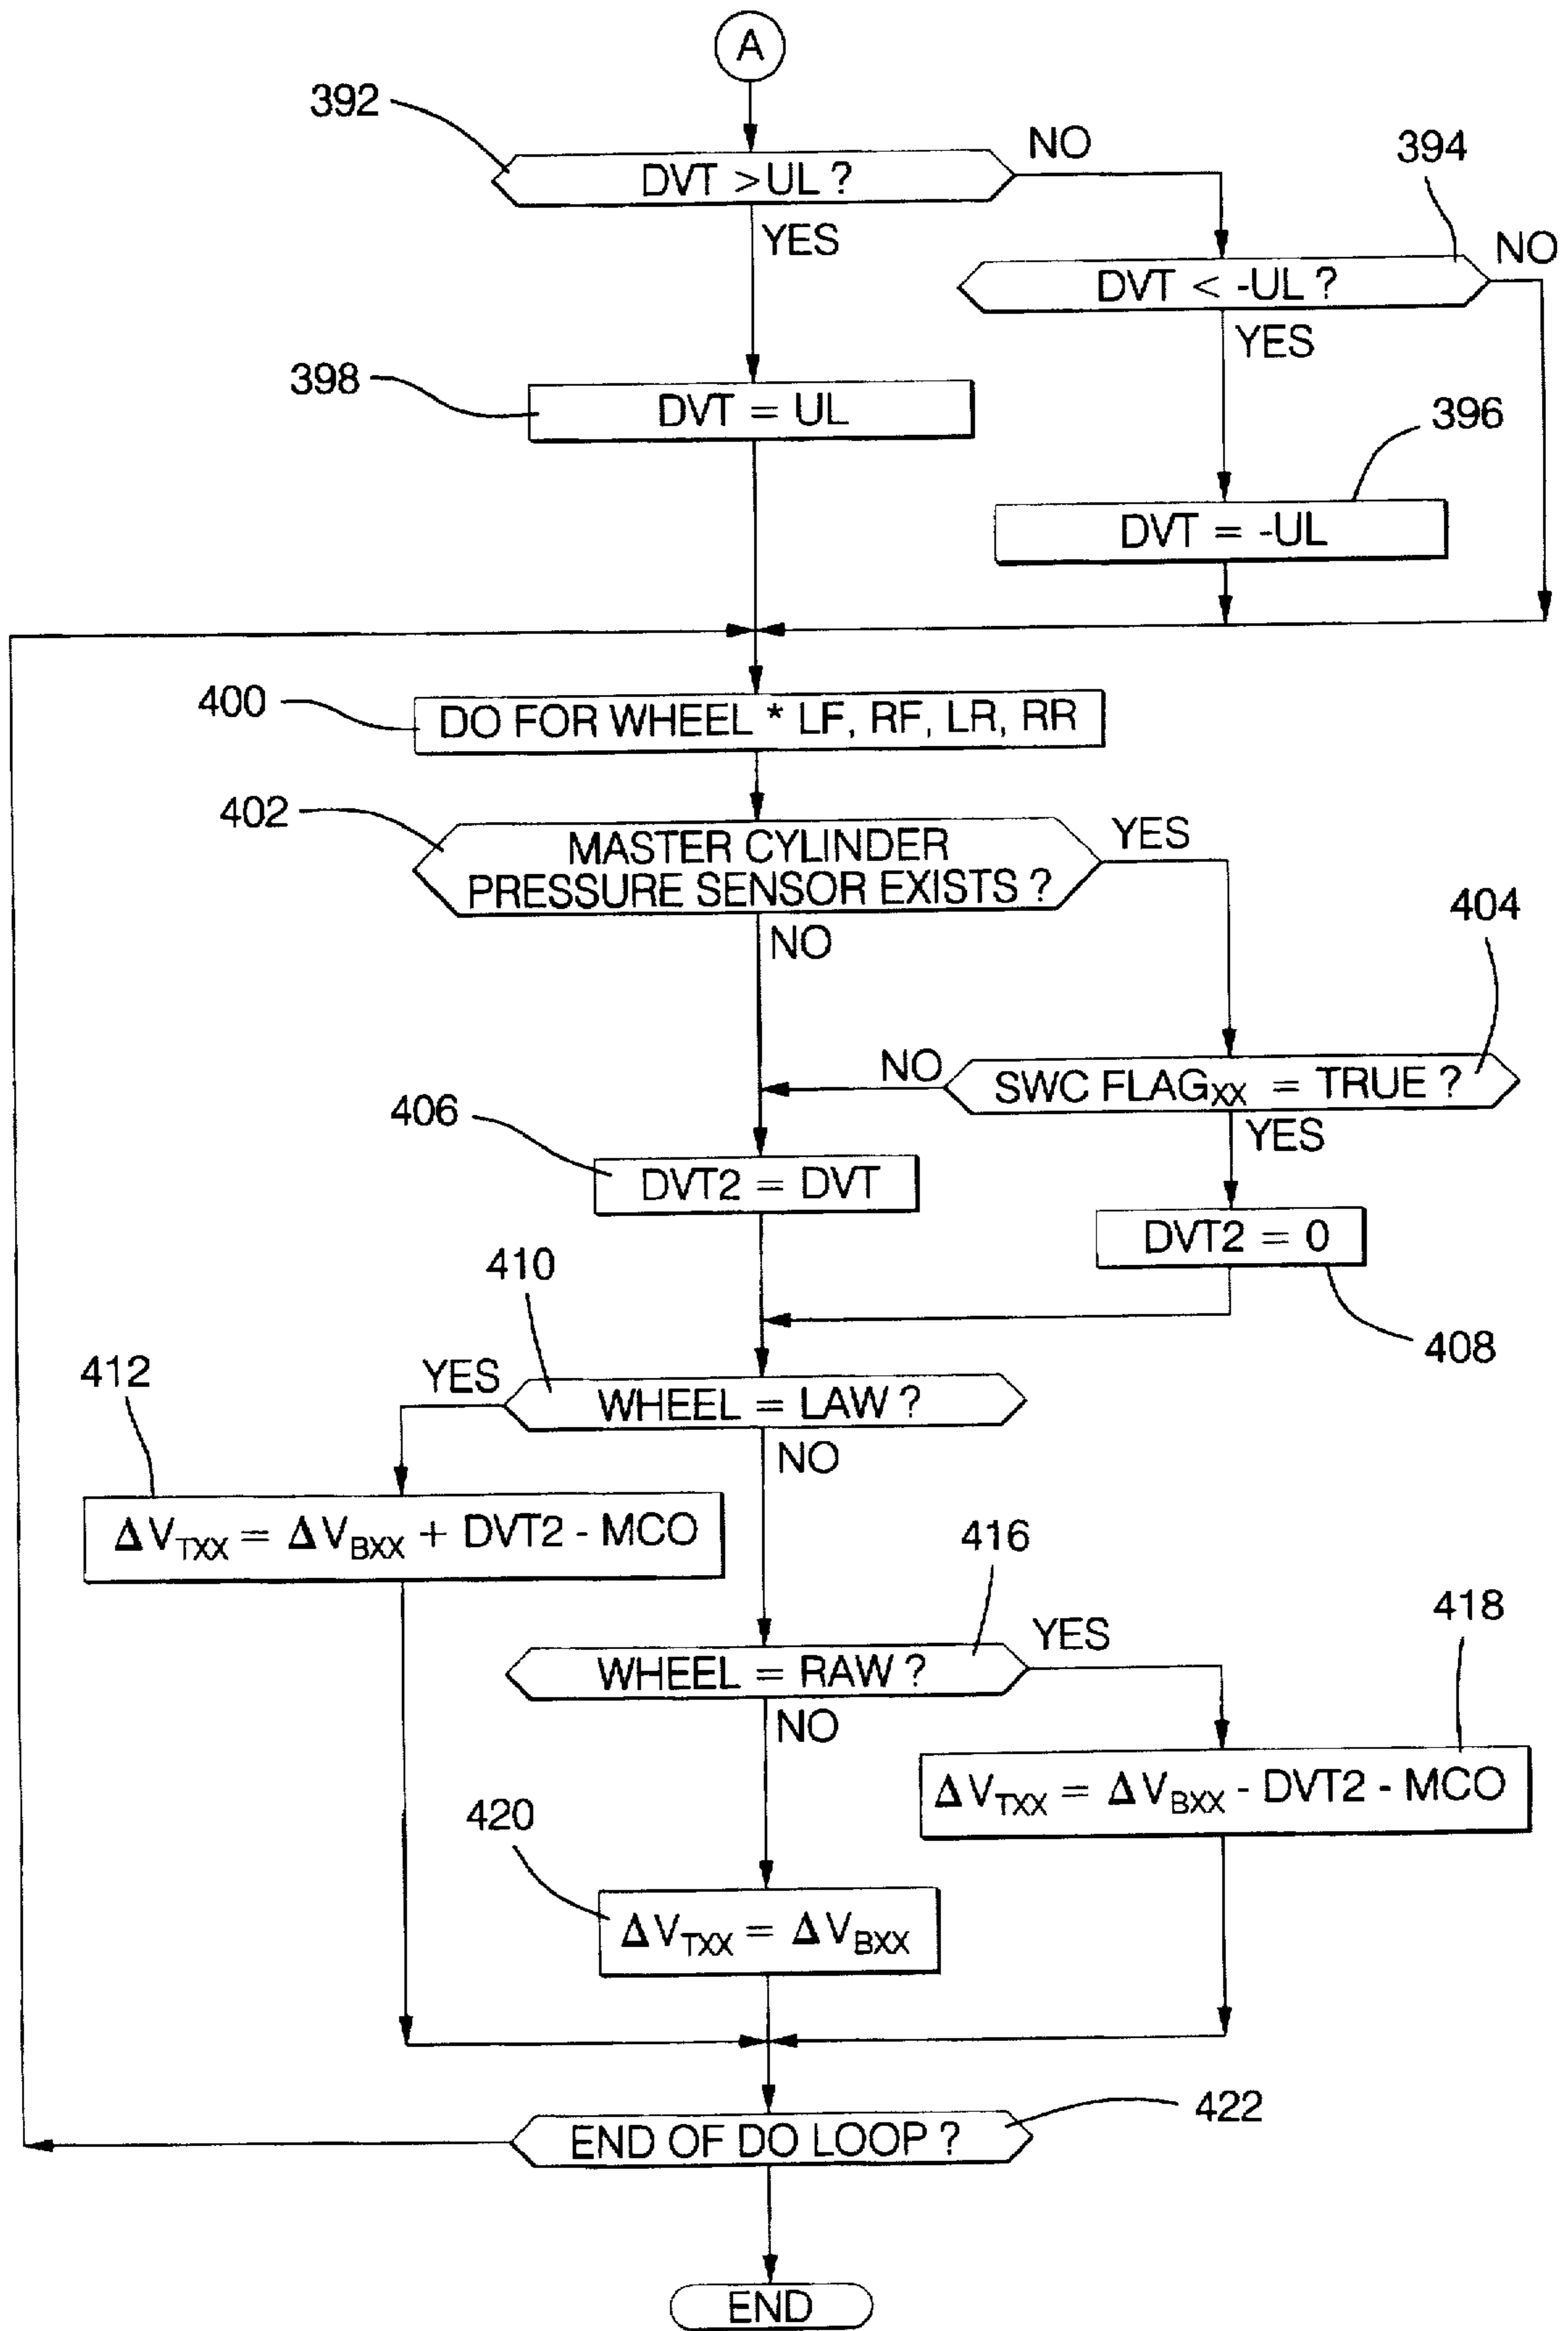 A
392
DVT >UL ?
NO
394
YES
DVT < -UL ?
NO
YES
398
DVT = UL
396
DVT = -UL
400
DO FOR WHEEL * LF, RF, LR, RR
402
MASTER CYLINDER
PRESSURE SENSOR EXISTS ?
YES
404
NO
NO
SWC FLAGXX = TRUE ?
406
YES
DVT2 = DVT
DVT2 = 0
410
408
412
YES
WHEEL = LAW ?
NO
ΔVTXX = ΔVBXX + DVT2 - MCO
416
418
YES
WHEEL = RAW ?
NO
ΔVTXX = ΔVBXX - DVT2 - MCO
420
ΔVTXX = ΔVBXX
422
END OF DO LOOP ?
END